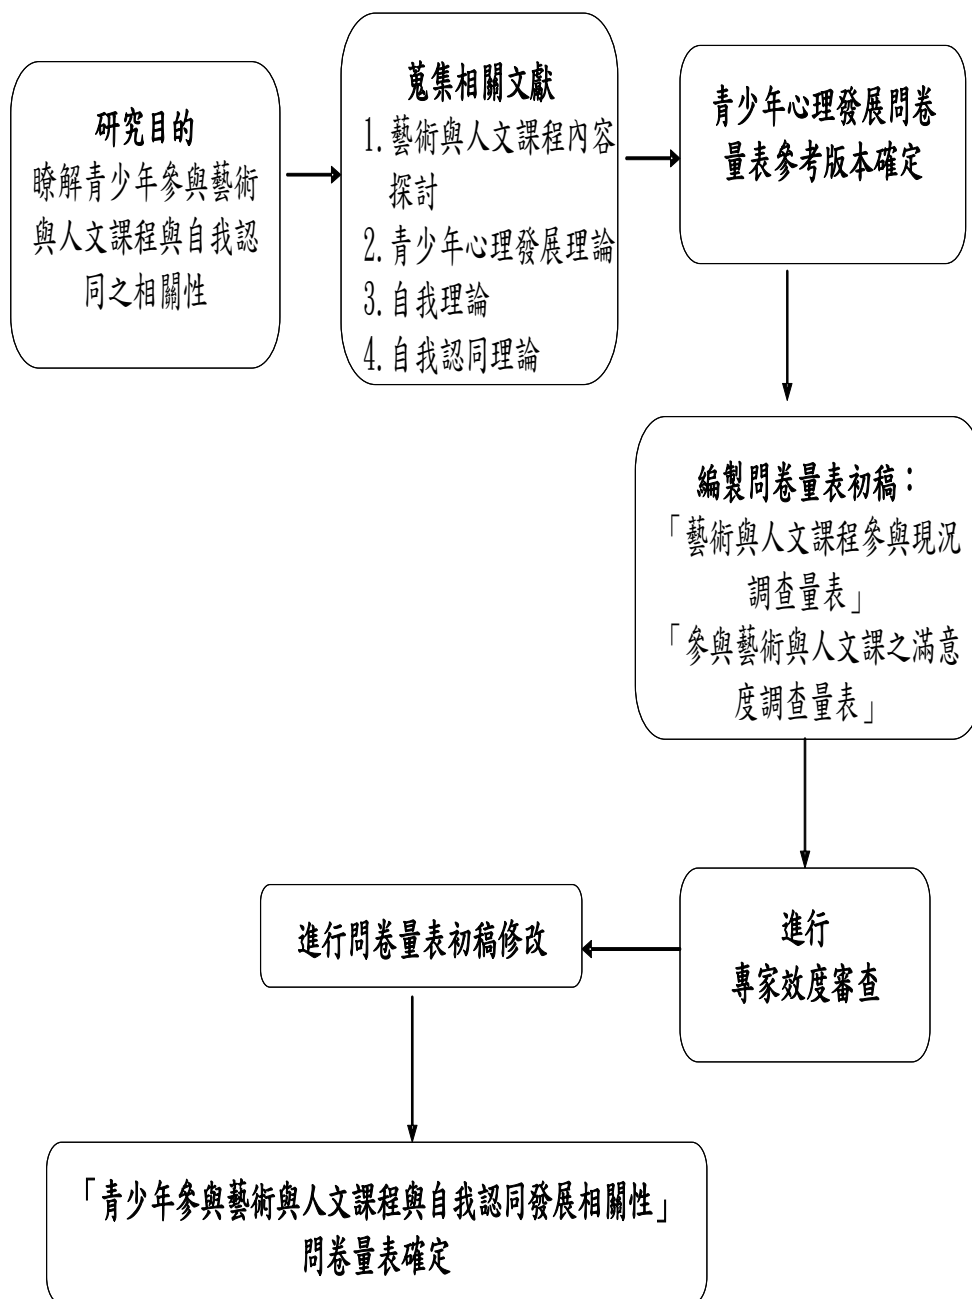 研究目的
瞭解青少年參與藝術
與人文課程與自我認
同之相關性
蒐集相關文獻
1.藝術與人文課程內容
探討
2.青少年心理發展理論
3.自我理論
4.自我認同理論
青少年心理發展問卷
量表參考版本確定
編製問卷量表初稿：
「藝術與人文課程參與現況
調查量表」
「參與藝術與人文課之滿意
度調查量表」
進行
專家效度審查
進行問卷量表初稿修改
「青少年參與藝術與人文課程與自我認同發展相關性」
問卷量表確定